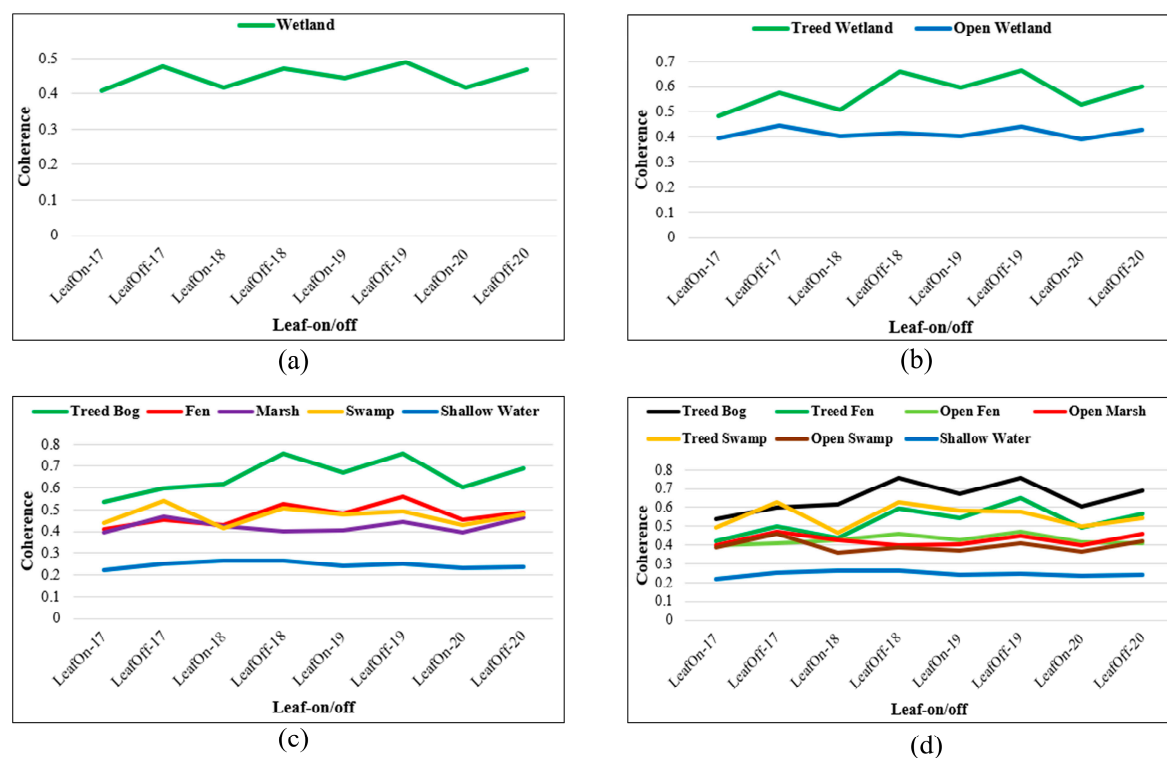 Wetland
0.5
0.4
0.3
0.2
0.1
0
Coherence
LeafOn-17
LeafOff-17
LeafOn-18
LeafOff-18
LeafOn-19
LeafOff-19
LeafOn-20
LeafOff-20
Leaf-on/off
(a)
Treed Wetland Open Wetland
0.7
0.6
0.5
0.4
0.3
0.2
0.1
0
Coherence
LeafOn-17
LeafOff-17
LeafOn-18
LeafOff-18
LeafOn-19
LeafOff-19
LeafOn-20
LeafOff-20
Leaf-on/off
(b)
Treed Bog Fen Marsh Swamp Shallow Water
0.8
0.7
0.6
0.5
0.4
0.3
0.2
0.1
0
Coherence
LeafOn-17
LeafOff-17
LeafOn-18
LeafOff-18
LeafOn-19
LeafOff-19
LeafOn-20
LeafOff-20
Leaf-on/off
(c)
Treed Bog Treed Fen Open Fen Open Marsh
Treed Swamp Open Swamp Shallow Water
0.8
0.7
0.6
0.5
0.4
0.3
0.2
0.1
0
Coherence
LeafOn-17
LeafOff-17
LeafOn-18
LeafOff-18
LeafOn-19
LeafOff-19
LeafOn-20
LeafOff-20
Leaf-on/off
(d)